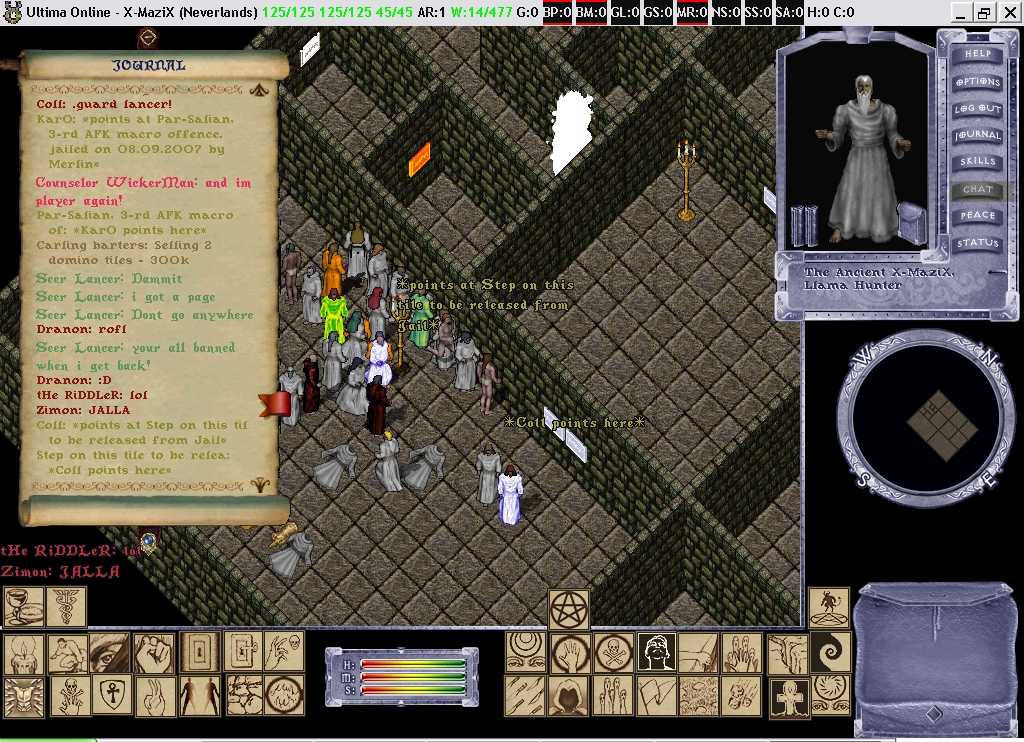 Ultima Online - X-MaziX (Neverlands) 125/125 125/125 45/45 AR:1 W:14/477 G:0 BP:0 BM:0 GL:0 GS:0 MR:0 NS:0 SS:0 SA:0 H:0 C:0
JOURNAL
Coll: .guard lancer!
KarO: *points at Par-Salian,
3-rd AFK macro offence,
jailed on 08.09.2007 by
Merlin*
Counselor WickerMan: and im
player again!
Par-Salian, 3-rd AFK macro
of: *KarO points here*
Carling barters: Selling 2
domino tiles - 300k
Seer Lancer: Dammit
Seer Lancer: i got a page
Seer Lancer: Dont go anywhere
Dranon: rofl
Seer Lancer: your all banned
when i get back!
Dranon: :D
tHe RiDDLeR: lol
Zimon: JALLA
Coll: *points at Step on this til
to be released from Jail*
Step on this tile to be relea:
*Coll points here*
*points at Step on this
tile to be released from
Jail*
*Coll points here*
tHe RiDDLeR: lol
Zimon: JALLA
HELP
OPTIONS
LOG OUT
JOURNAL
SKILLS
CHAT
PEACE
STATUS
The Ancient X-MaziX,
Llama Hunter
W
N
S
E
H:
M:
S: